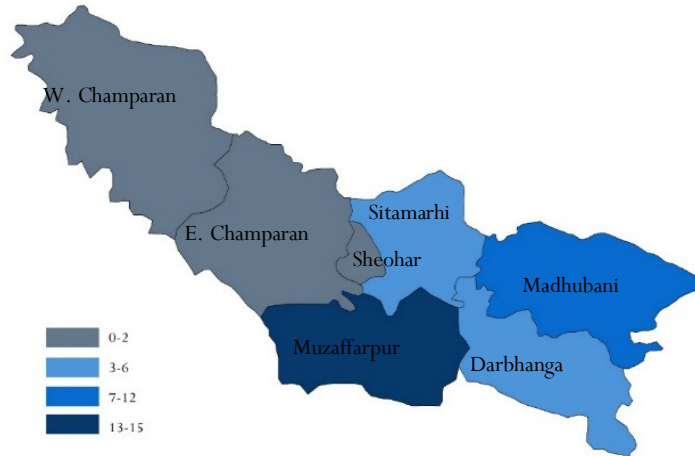 W. Champaran
E. Champaran
Sitamarhi
Sheohar
Madhubani
Muzaffarpur
Darbhanga
0-2
3-6
7-12
13-15